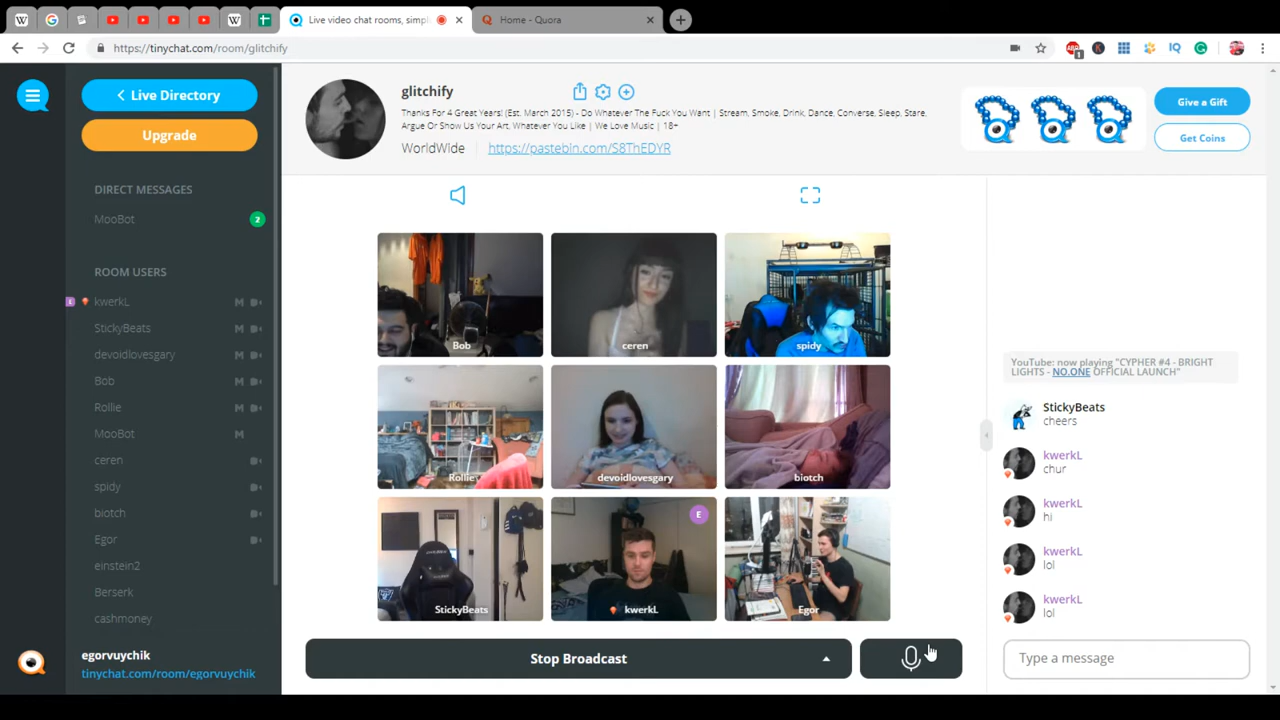 Live video chat rooms, simpl
Home - Quora
https://tinychat.com/room/glitchify
1
IQ
Live Directory
Upgrade
DIRECT MESSAGES
MooBot
2
ROOM USERS
E
kwerkL
M
StickyBeats
M
devoidlovesgary
M
Bob
M
Rollie
M
MooBot
M
ceren
spidy
biotch
Egor
einstein2
Berserk
cashmoney
egorvuychik
tinychat.com/room/egorvuychik
glitchify
Thanks For 4 Great Years! (Est. March 2015) - Do Whatever The Fuck You Want | Stream, Smoke, Drink, Dance, Converse, Sleep, Stare,
Argue Or Show Us Your Art, Whatever You Like | We Love Music | 18+
WorldWide
https://pastebin.com/S8ThEDYR
Give a Gift
Get Coins
Bob
ceren
spidy
Rollie
devoidlovesgary
biotch
StickyBeats
E
kwerkL
Egor
Stop Broadcast
YouTube: now playing "CYPHER #4 - BRIGHT
LIGHTS - NO.ONE OFFICIAL LAUNCH"
StickyBeats
cheers
kwerkL
chur
kwerkL
hi
kwerkL
lol
kwerkL
lol
Type a message